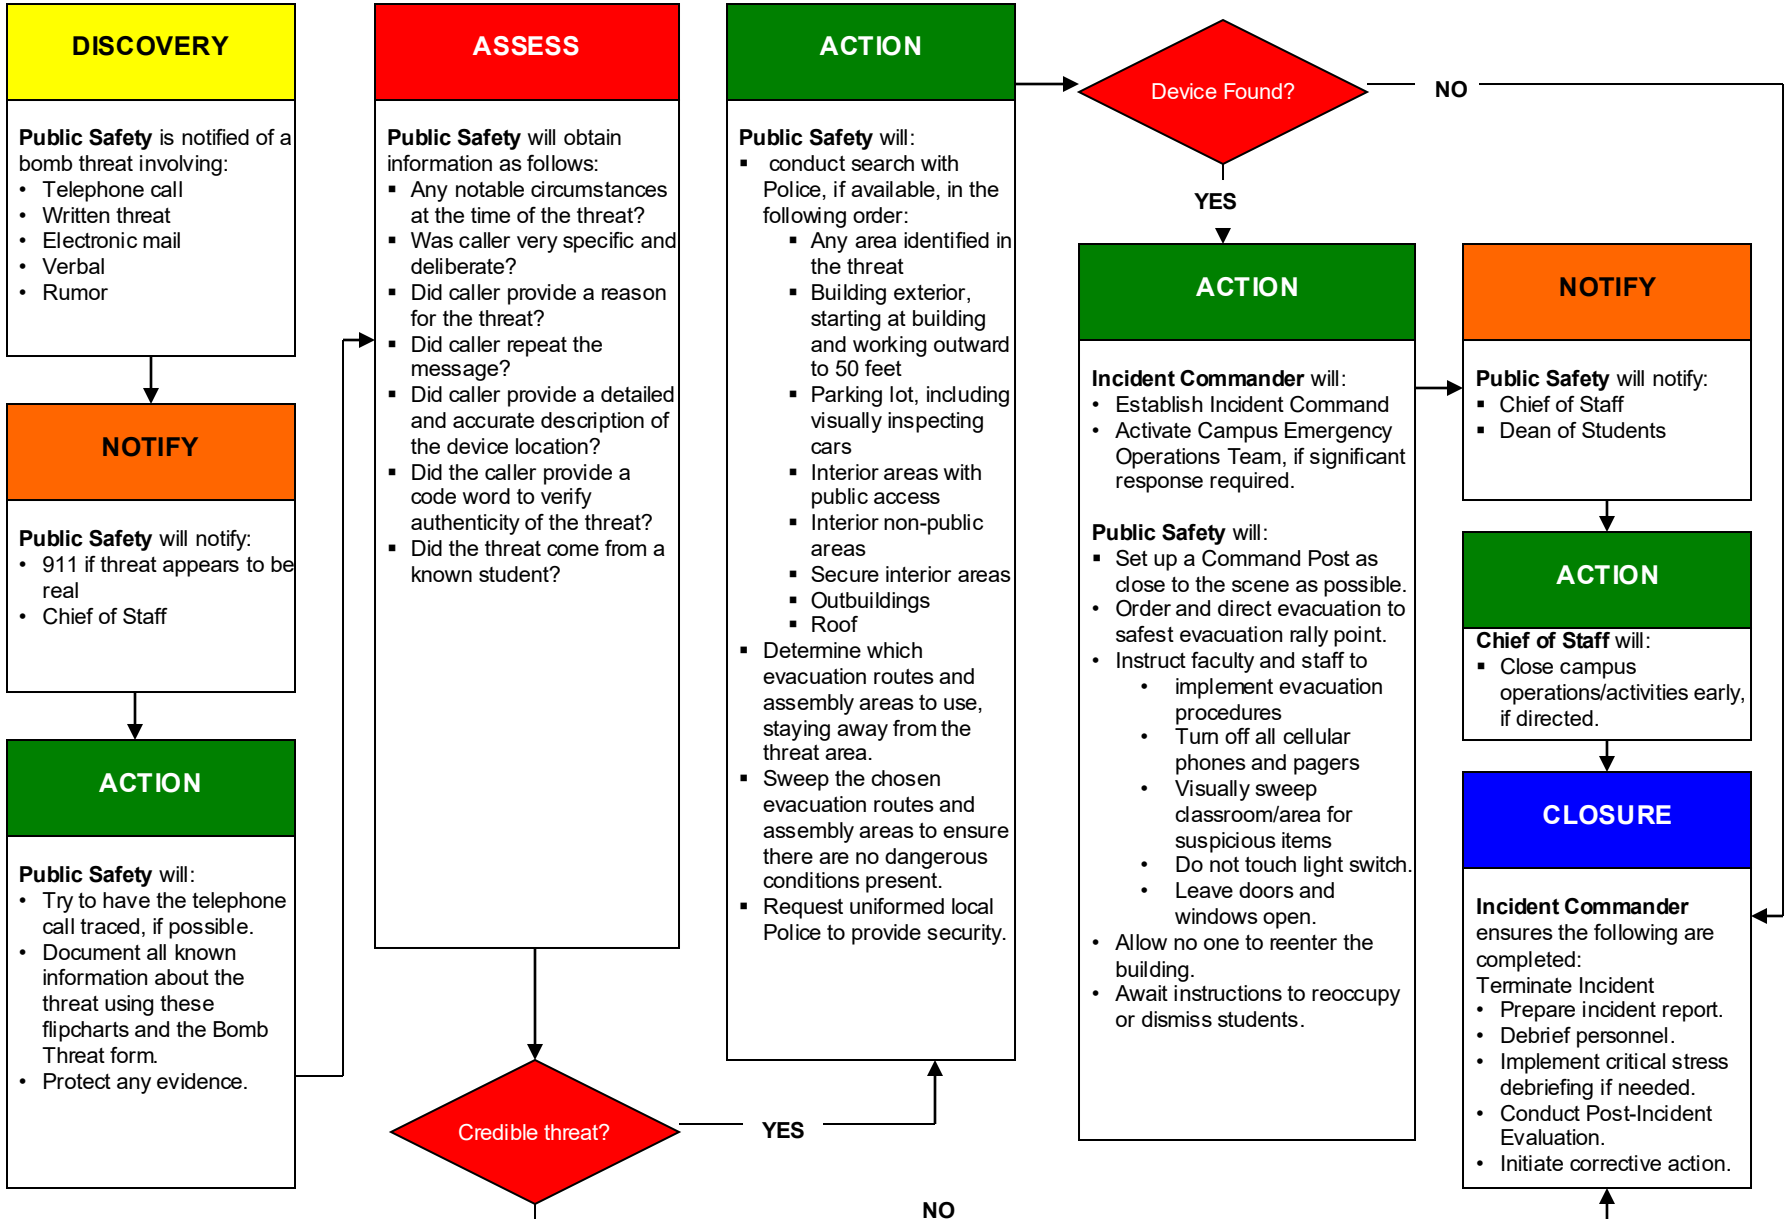 DISCOVERY
Public Safety is notified of a
bomb threat involving:
• Telephone call
• Written threat
• Electronic mail
• Verbal
• Rumor
NOTIFY
Public Safety will notify:
• 911 if threat appears to be
real
• Chief of Staff
ACTION
Public Safety will:
• Try to have the telephone
call traced, if possible.
• Document all known
information about the
threat using these
flipcharts and the Bomb
Threat form.
• Protect any evidence.
ASSESS
Public Safety will obtain
information as follows:
▪ Any notable circumstances
at the time of the threat?
▪ Was caller very specific and
deliberate?
▪ Did caller provide a reason
for the threat?
▪ Did caller repeat the
message?
▪ Did caller provide a detailed
and accurate description of
the device location?
▪ Did the caller provide a
code word to verify
authenticity of the threat?
▪ Did the threat come from a
known student?
Credible threat?
YES
NO
ACTION
Public Safety will:
▪ conduct search with
Police, if available, in the
following order:
▪ Any area identified in
the threat
▪ Building exterior,
starting at building
and working outward
to 50 feet
▪ Parking lot, including
visually inspecting
cars
▪ Interior areas with
public access
▪ Interior non-public
areas
▪ Secure interior areas
▪ Outbuildings
▪ Roof
▪ Determine which
evacuation routes and
assembly areas to use,
staying away from the
threat area.
▪ Sweep the chosen
evacuation routes and
assembly areas to ensure
there are no dangerous
conditions present.
▪ Request uniformed local
Police to provide security.
Device Found?
NO
YES
ACTION
Incident Commander will:
• Establish Incident Command
• Activate Campus Emergency
Operations Team, if significant
response required.
Public Safety will:
▪ Set up a Command Post as
close to the scene as possible.
• Order and direct evacuation to
safest evacuation rally point.
• Instruct faculty and staff to
• implement evacuation
procedures
• Turn off all cellular
phones and pagers
• Visually sweep
classroom/area for
suspicious items
• Do not touch light switch.
• Leave doors and
windows open.
• Allow no one to reenter the
building.
• Await instructions to reoccupy
or dismiss students.
NOTIFY
Public Safety will notify:
▪ Chief of Staff
▪ Dean of Students
ACTION
Chief of Staff will:
▪ Close campus
operations/activities early,
if directed.
CLOSURE
Incident Commander
ensures the following are
completed:
Terminate Incident
• Prepare incident report.
• Debrief personnel.
• Implement critical stress
debriefing if needed.
• Conduct Post-Incident
Evaluation.
• Initiate corrective action.